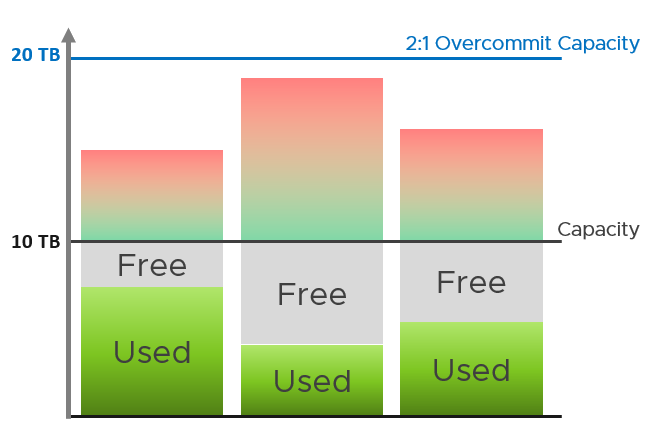 2:1 Overcommit Capacity
20 TB
Capacity
10 TB
Free
Free
Free
Used
Used
Used